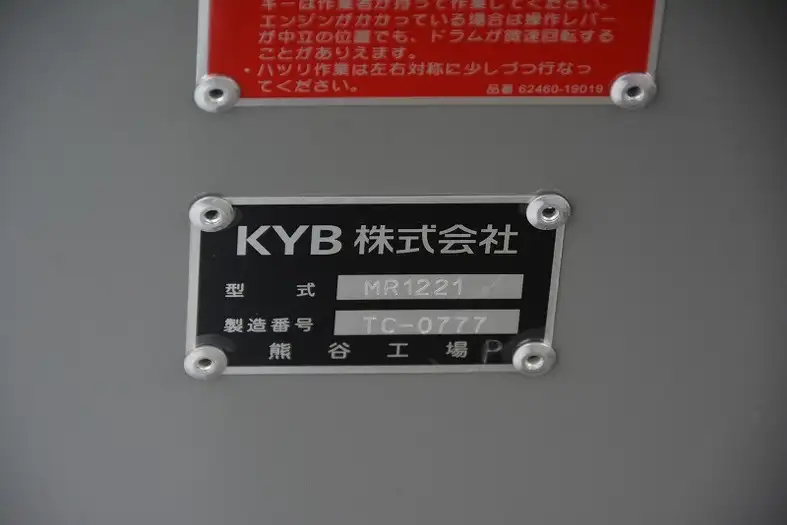 キーは作業者が持って作業してください。
エンジンがかかっている場合は操作レバー
が中立の位置でも、ドラムが微速回転する
ことがありえます。
・ハツリ作業は左右対称に少しづつ行なっ
てください。
品番 62460-19019
KYB 株式会社
型 式 MR1221
製造番号 TC-0777
熊谷工場 P